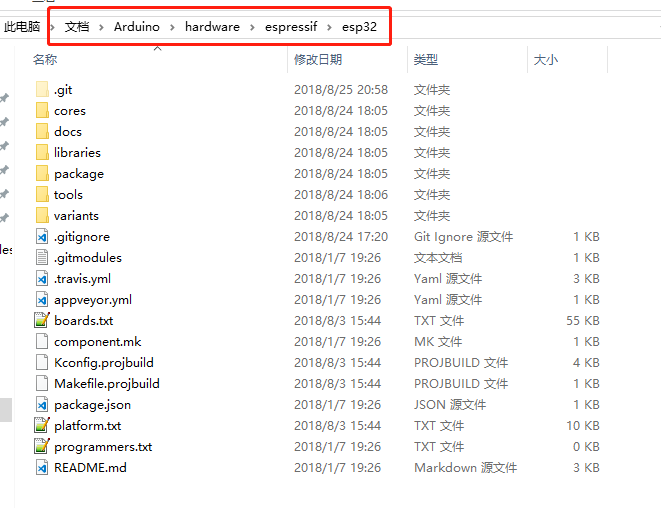 此电脑 > 文档 > Arduino > hardware > espressif > esp32
名称 修改日期 类型 大小
.git 2018/8/25 20:58 文件夹
cores 2018/8/24 18:05 文件夹
docs 2018/8/24 18:05 文件夹
libraries 2018/8/24 18:05 文件夹
package 2018/8/24 18:05 文件夹
tools 2018/8/24 18:06 文件夹
variants 2018/8/24 18:05 文件夹
.gitignore 2018/8/24 17:20 Git Ignore 源文件 1 KB
.gitmodules 2018/1/7 19:26 文本文档 1 KB
.travis.yml 2018/1/7 19:26 Yaml 源文件 3 KB
appveyor.yml 2018/1/7 19:26 Yaml 源文件 1 KB
boards.txt 2018/8/3 15:44 TXT 文件 55 KB
component.mk 2018/1/7 19:26 MK 文件 1 KB
Kconfig.projbuild 2018/8/3 15:44 PROJBUILD 文件 4 KB
Makefile.projbuild 2018/1/7 19:26 PROJBUILD 文件 1 KB
package.json 2018/1/7 19:26 JSON 源文件 1 KB
platform.txt 2018/8/3 15:44 TXT 文件 10 KB
programmers.txt 2018/1/7 19:26 TXT 文件 0 KB
README.md 2018/1/7 19:26 Markdown 源文件 3 KB